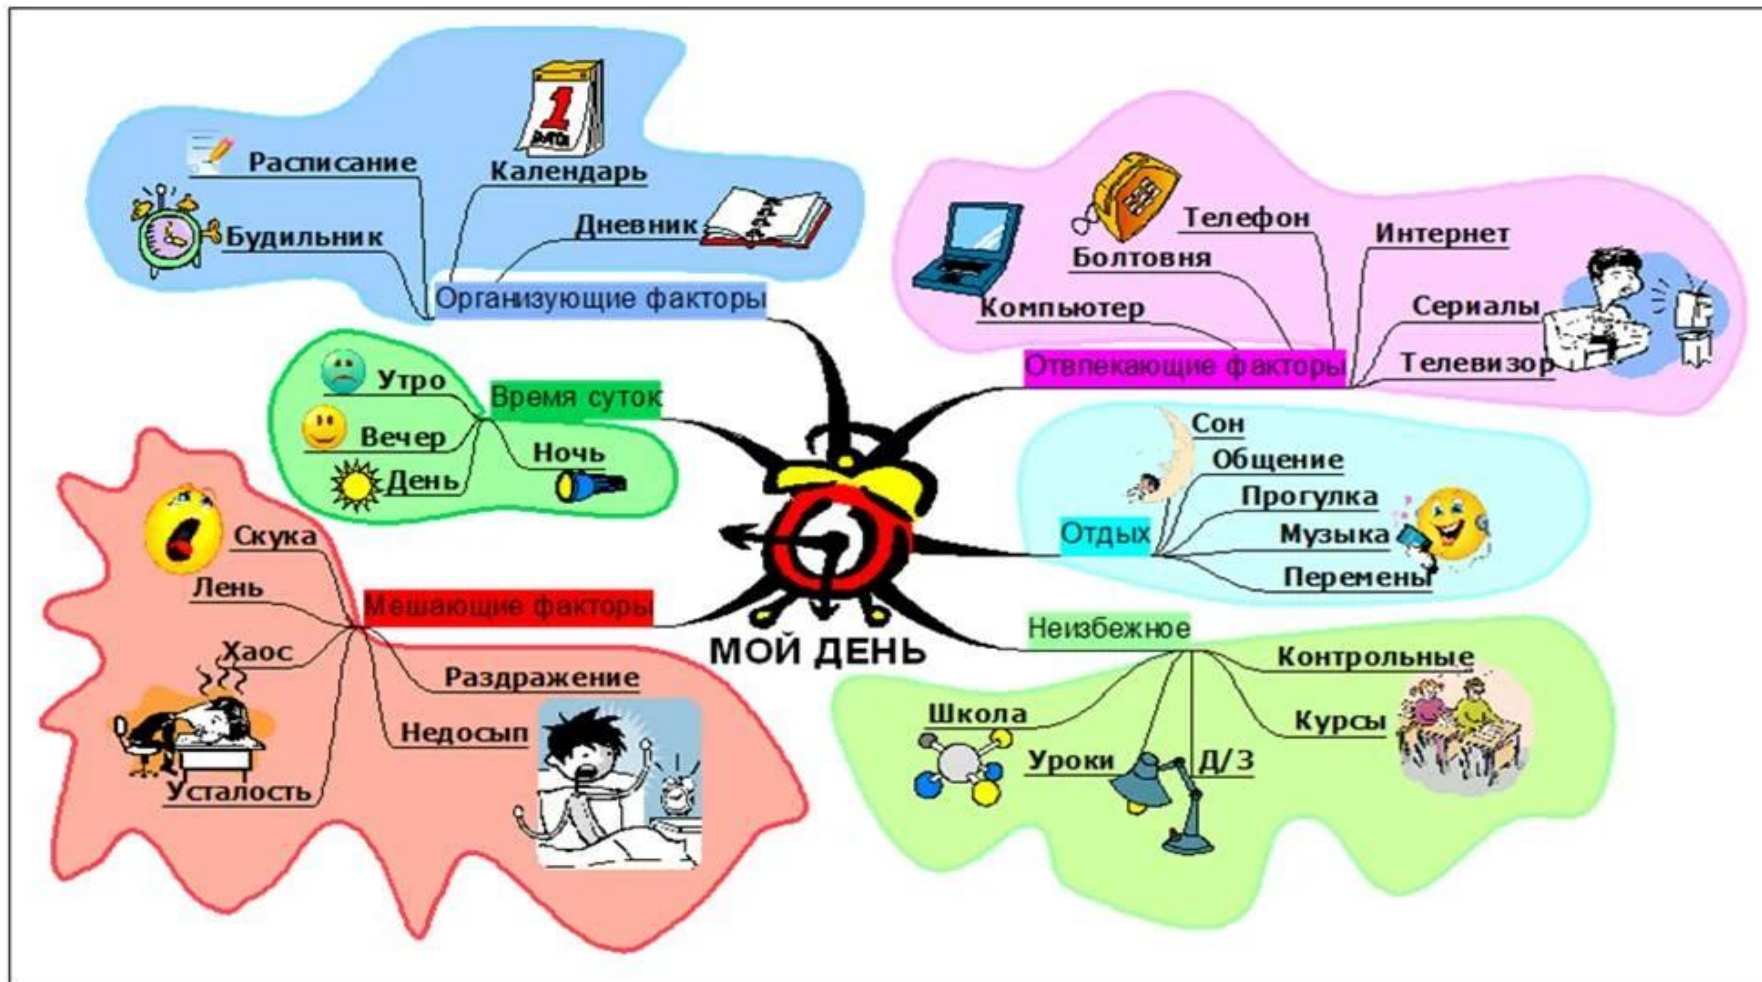 Расписание
Календарь
Будильник
Дневник
Организующие факторы
Телефон
Интернет
Болтовня
Компьютер
Сериалы
Телевизор
Отвлекающие факторы
Утро
Время суток
Вечер
Ночь
День
Сон
Общение
Прогулка
Отдых
Музыка
Перемены
Скука
Лень
Мешающие факторы
Хаос
Раздражение
Недосып
Усталость
МОЙ ДЕНЬ
Неизбежное
Контрольные
Школа
Курсы
Уроки
Д/З
1